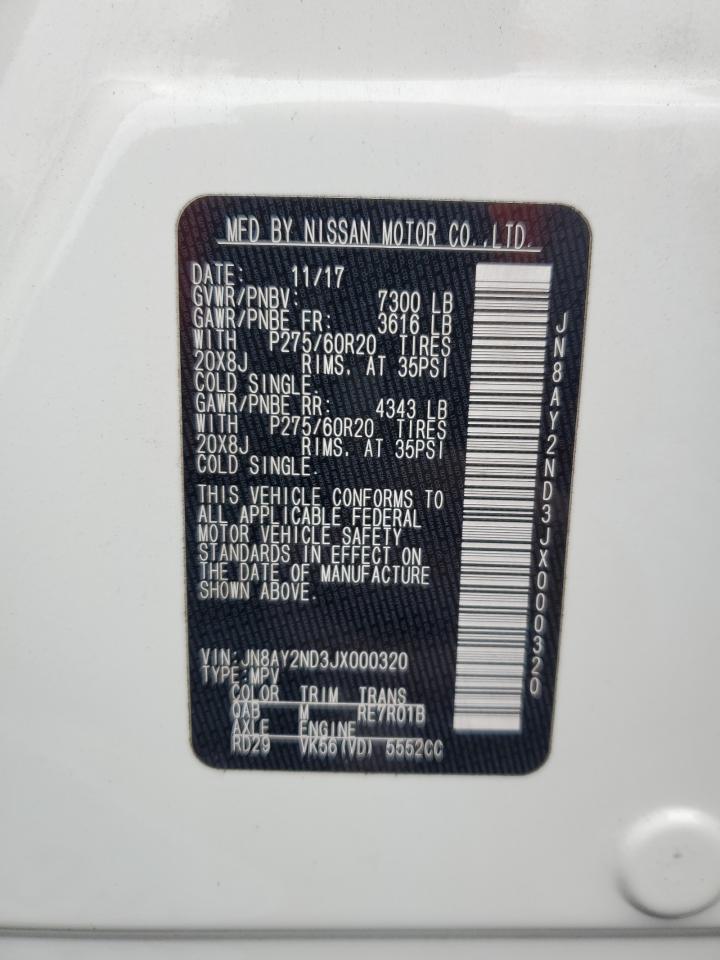 MFD BY NISSAN MOTOR CO.,LTD.
DATE: 11/17
GVWR/PNBV: 7300 LB
GAWR/PNBE FR: 3616 LB
WITH P275/60R20 TIRES
20X8J RIMS. AT 35PSI
COLD SINGLE.
GAWR/PNBE RR: 4343 LB
WITH P275/60R20 TIRES
20X8J RIMS. AT 35PSI
COLD SINGLE.
THIS VEHICLE CONFORMS TO
ALL APPLICABLE FEDERAL
MOTOR VEHICLE SAFETY
STANDARDS IN EFFECT ON
THE DATE OF MANUFACTURE
SHOWN ABOVE.
VIN:JN8AY2ND3JX000320
TYPE:MPV
COLOR TRIM TRANS
QAB M RE7R01B
AXLE ENGINE
RD29 VK56(VD) 5552CC
JN8AY2ND3JX000320